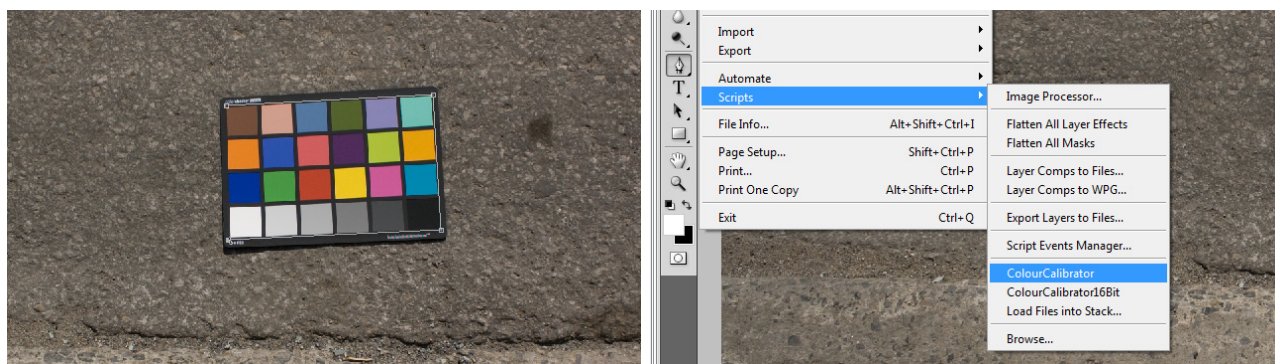 Import
Export
Automate
Scripts
File Info... Alt+Shift+Ctrl+I
Page Setup... Shift+Ctrl+P
Print... Ctrl+P
Print One Copy Alt+Shift+Ctrl+P
Exit Ctrl+Q
Image Processor...
Flatten All Layer Effects
Flatten All Masks
Layer Comps to Files...
Layer Comps to WPG...
Export Layers to Files...
Script Events Manager...
ColourCalibrator
ColourCalibrator16Bit
Load Files into Stack...
Browse...